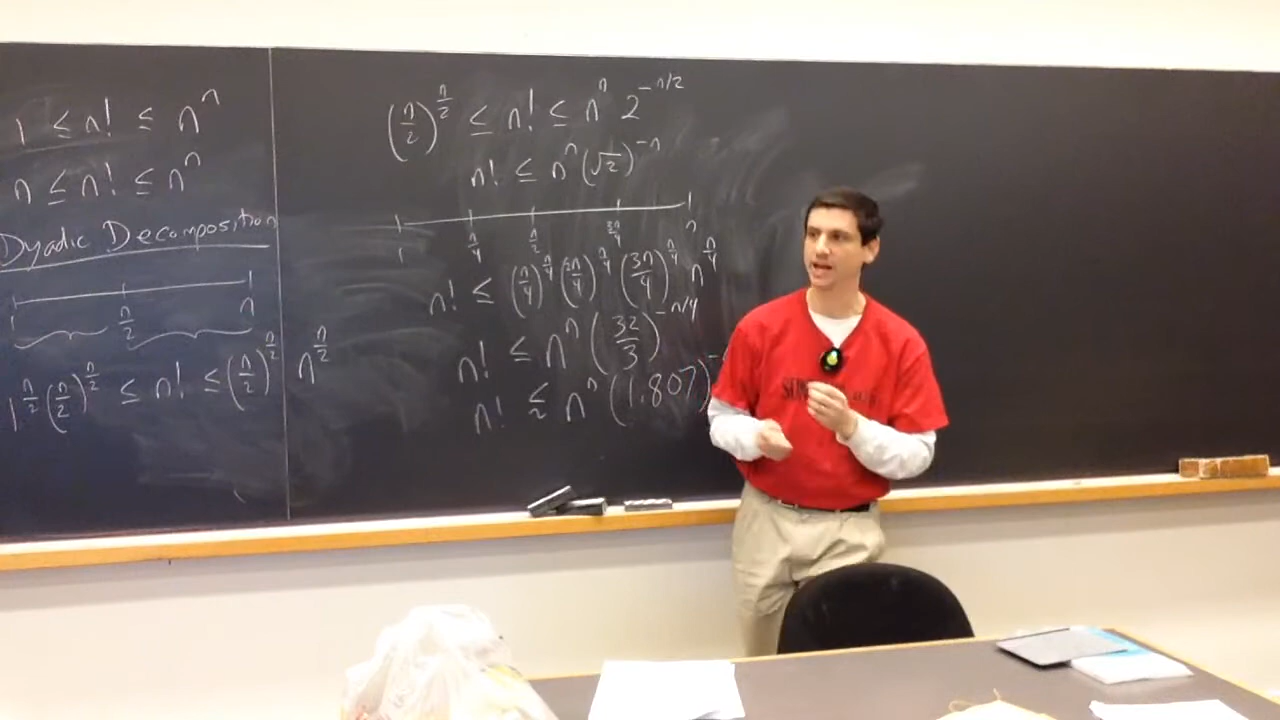 1 ≤ n! ≤ n^n
n ≤ n! ≤ n^n
Dyadic Decomposition
1 n/2 n
1^(n/2) (n/2)^(n/2) ≤ n! ≤ (n/2)^(n/2) n^(n/2)
(n/2)^(n/2) ≤ n! ≤ n^n 2^(-n/2)
n! ≤ n^n (√2)^(-n)
1 n/4 n/2 3n/4 n
n! ≤ (n/4)^(n/4) (2n/4)^(n/4) (3n/4)^(n/4) n^(n/4)
n! ≤ n^n (32/3)^(-n/4)
n! ≲ n^n (1.807)^-